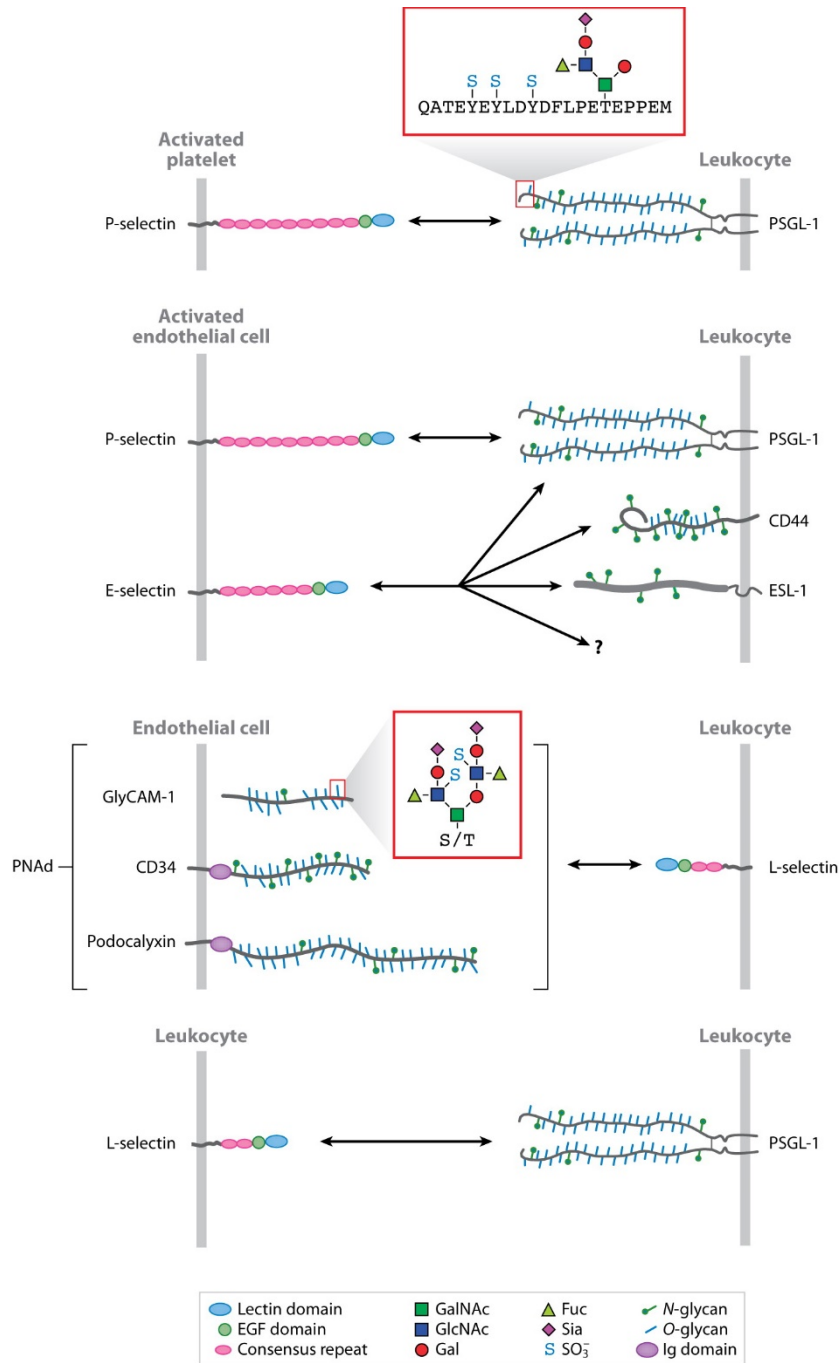 S S S
QATEYEYLDYDFLPETEPPEM
Activated
platelet
Leukocyte
P-selectin
PSGL-1
Activated
endothelial cell
Leukocyte
P-selectin
PSGL-1
CD44
E-selectin
ESL-1
?
Endothelial cell
Leukocyte
S
S
S/T
GlyCAM-1
PNAd
CD34
L-selectin
Podocalyxin
Leukocyte
Leukocyte
L-selectin
PSGL-1
Lectin domain
GalNAc
Fuc
N-glycan
EGF domain
GlcNAc
Sia
O-glycan
Consensus repeat
Gal
S SO₃⁻
Ig domain